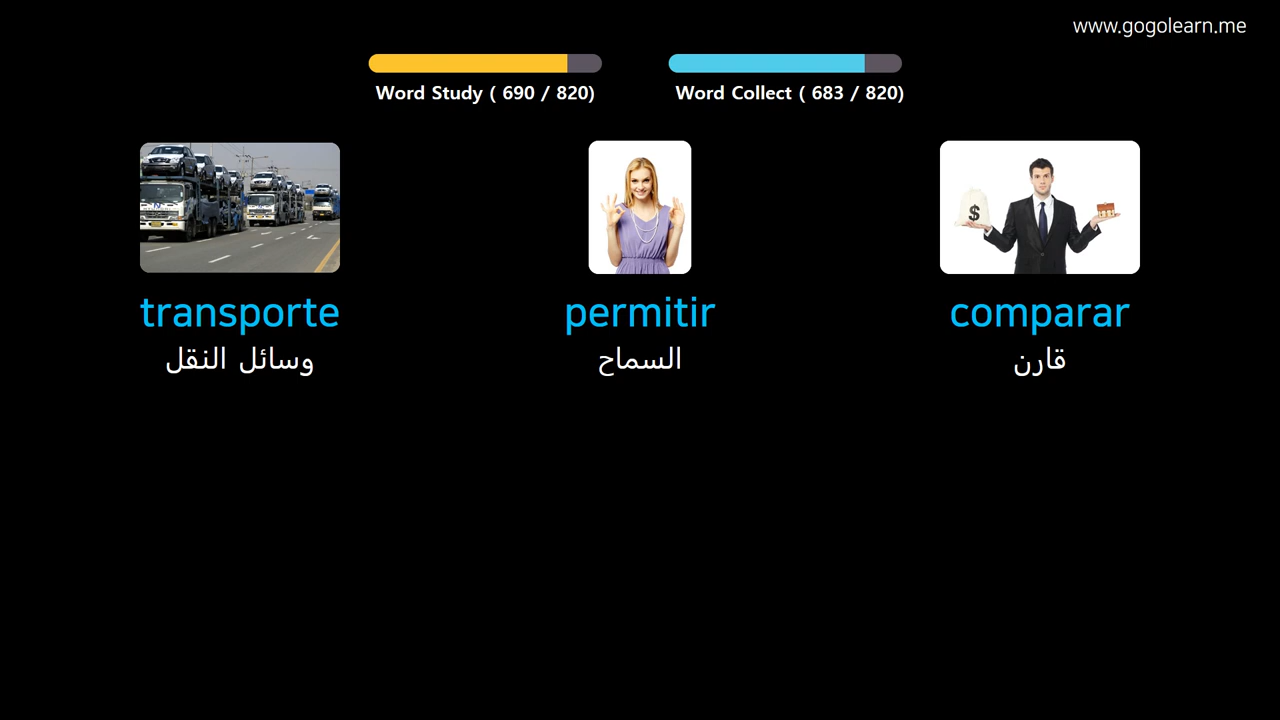 www.gogolearn.me
Word Study ( 690 / 820)
Word Collect ( 683 / 820)
transporte
وسائل النقل
permitir
السماح
comparar
قارن